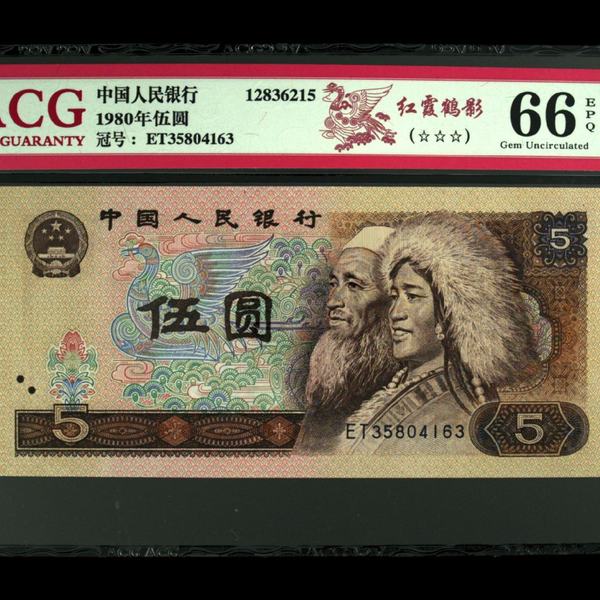 ACG
GUARANTY
中国人民银行 12836215
1980年伍圆
冠号：ET35804163
红霞鹤影
(☆☆☆)
66
EPQ
Gem Uncirculated
中国人民银行
5
伍圆
ET35804163
5
5